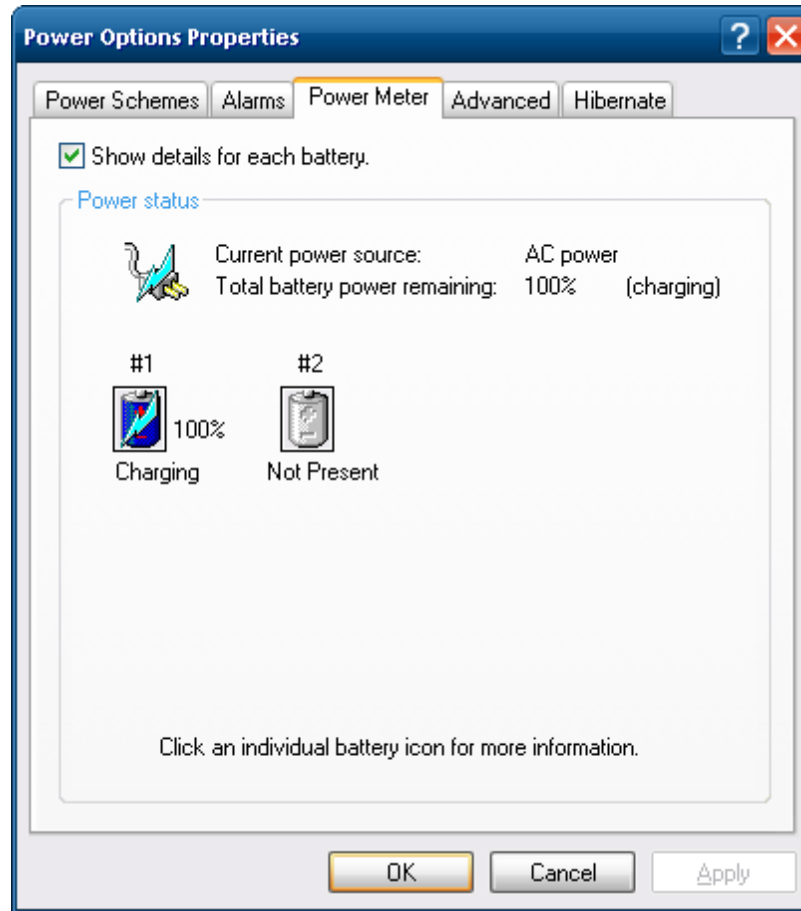 Power Options Properties
?
Power Schemes Alarms Power Meter Advanced Hibernate
Show details for each battery.
Power status
Current power source: AC power
Total battery power remaining: 100% (charging)
#1 #2
100%
Charging Not Present
Click an individual battery icon for more information.
OK Cancel Apply